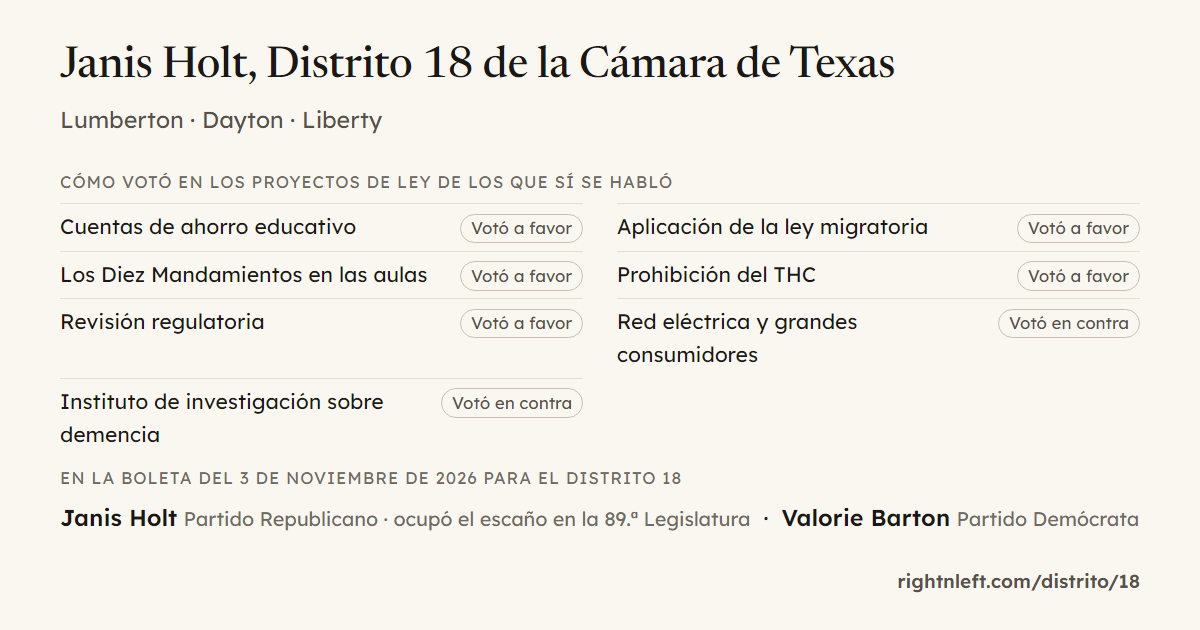 Janis Holt, Distrito 18 de la Cámara de Texas
Lumberton · Dayton · Liberty
CÓMO VOTÓ EN LOS PROYECTOS DE LEY DE LOS QUE SÍ SE HABLÓ
Cuentas de ahorro educativo Votó a favor
Aplicación de la ley migratoria Votó a favor
Los Diez Mandamientos en las aulas Votó a favor
Prohibición del THC Votó a favor
Revisión regulatoria Votó a favor
Red eléctrica y grandes Votó en contra
consumidores
Instituto de investigación sobre Votó en contra
demencia
EN LA BOLETA DEL 3 DE NOVIEMBRE DE 2026 PARA EL DISTRITO 18
Janis Holt Partido Republicano · ocupó el escaño en la 89.ª Legislatura · Valorie Barton Partido Demócrata
rightnleft.com/distrito/18